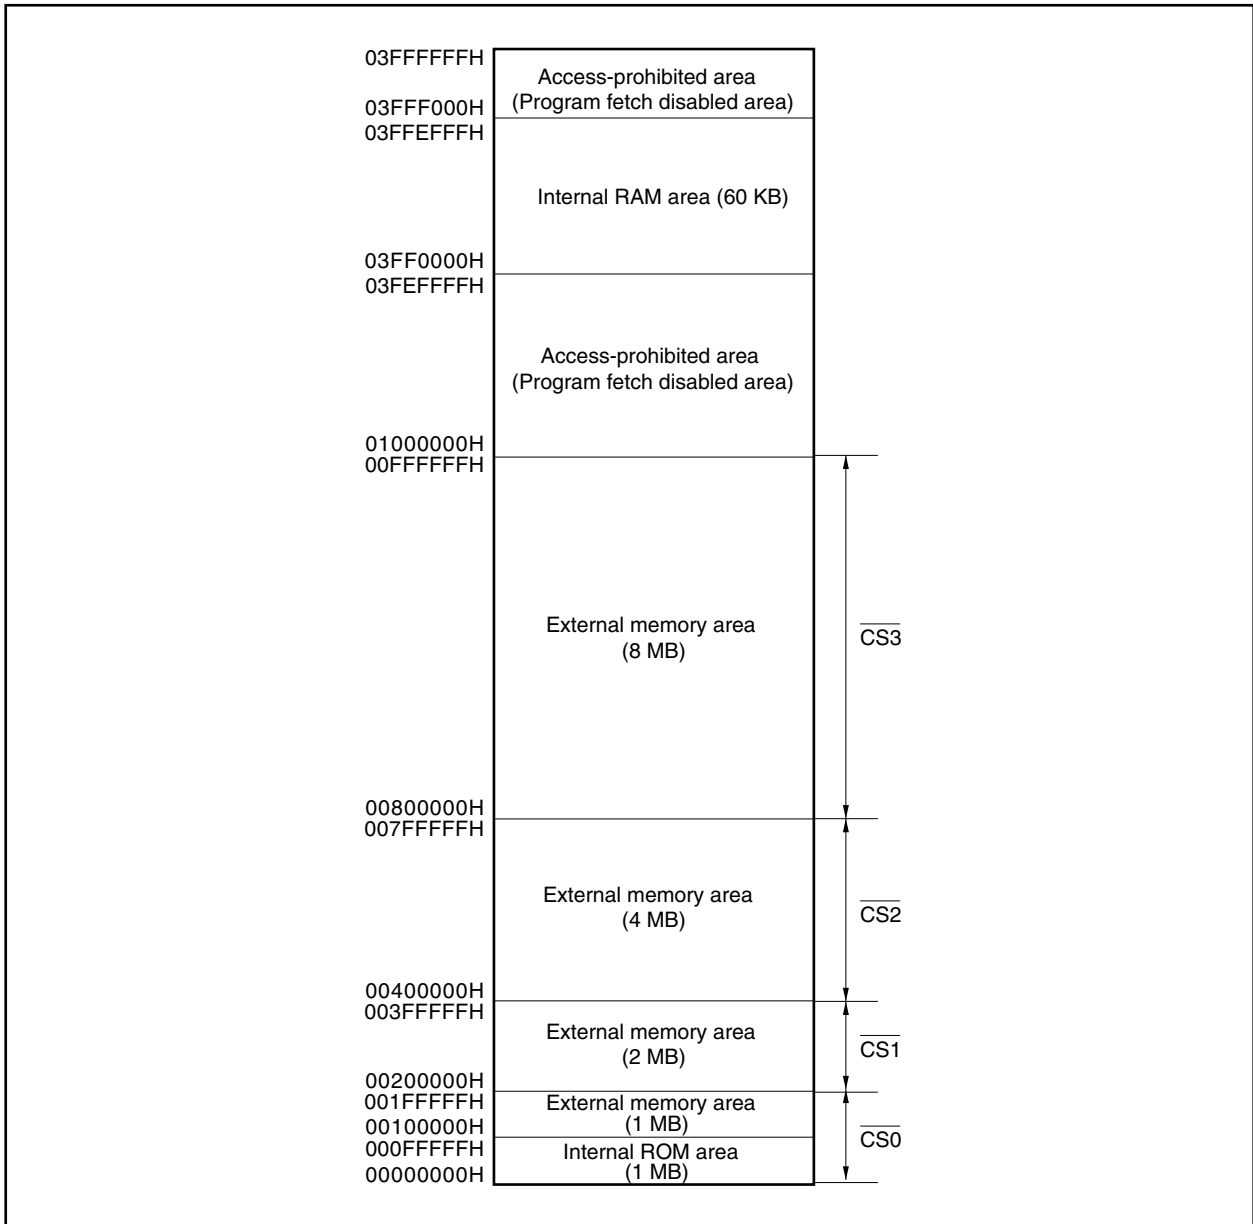 03FFFFFFH
Access-prohibited area
(Program fetch disabled area)
03FFF000H
03FFEFFFH
Internal RAM area (60 KB)
03FF0000H
03FEFFFFH
Access-prohibited area
(Program fetch disabled area)
01000000H
00FFFFFFH
External memory area
(8 MB)
CS3
00800000H
007FFFFFH
External memory area
(4 MB)
CS2
00400000H
003FFFFFH
External memory area
(2 MB)
CS1
00200000H
001FFFFFH
External memory area
(1 MB)
00100000H
CS0
000FFFFFH
Internal ROM area
(1 MB)
00000000H